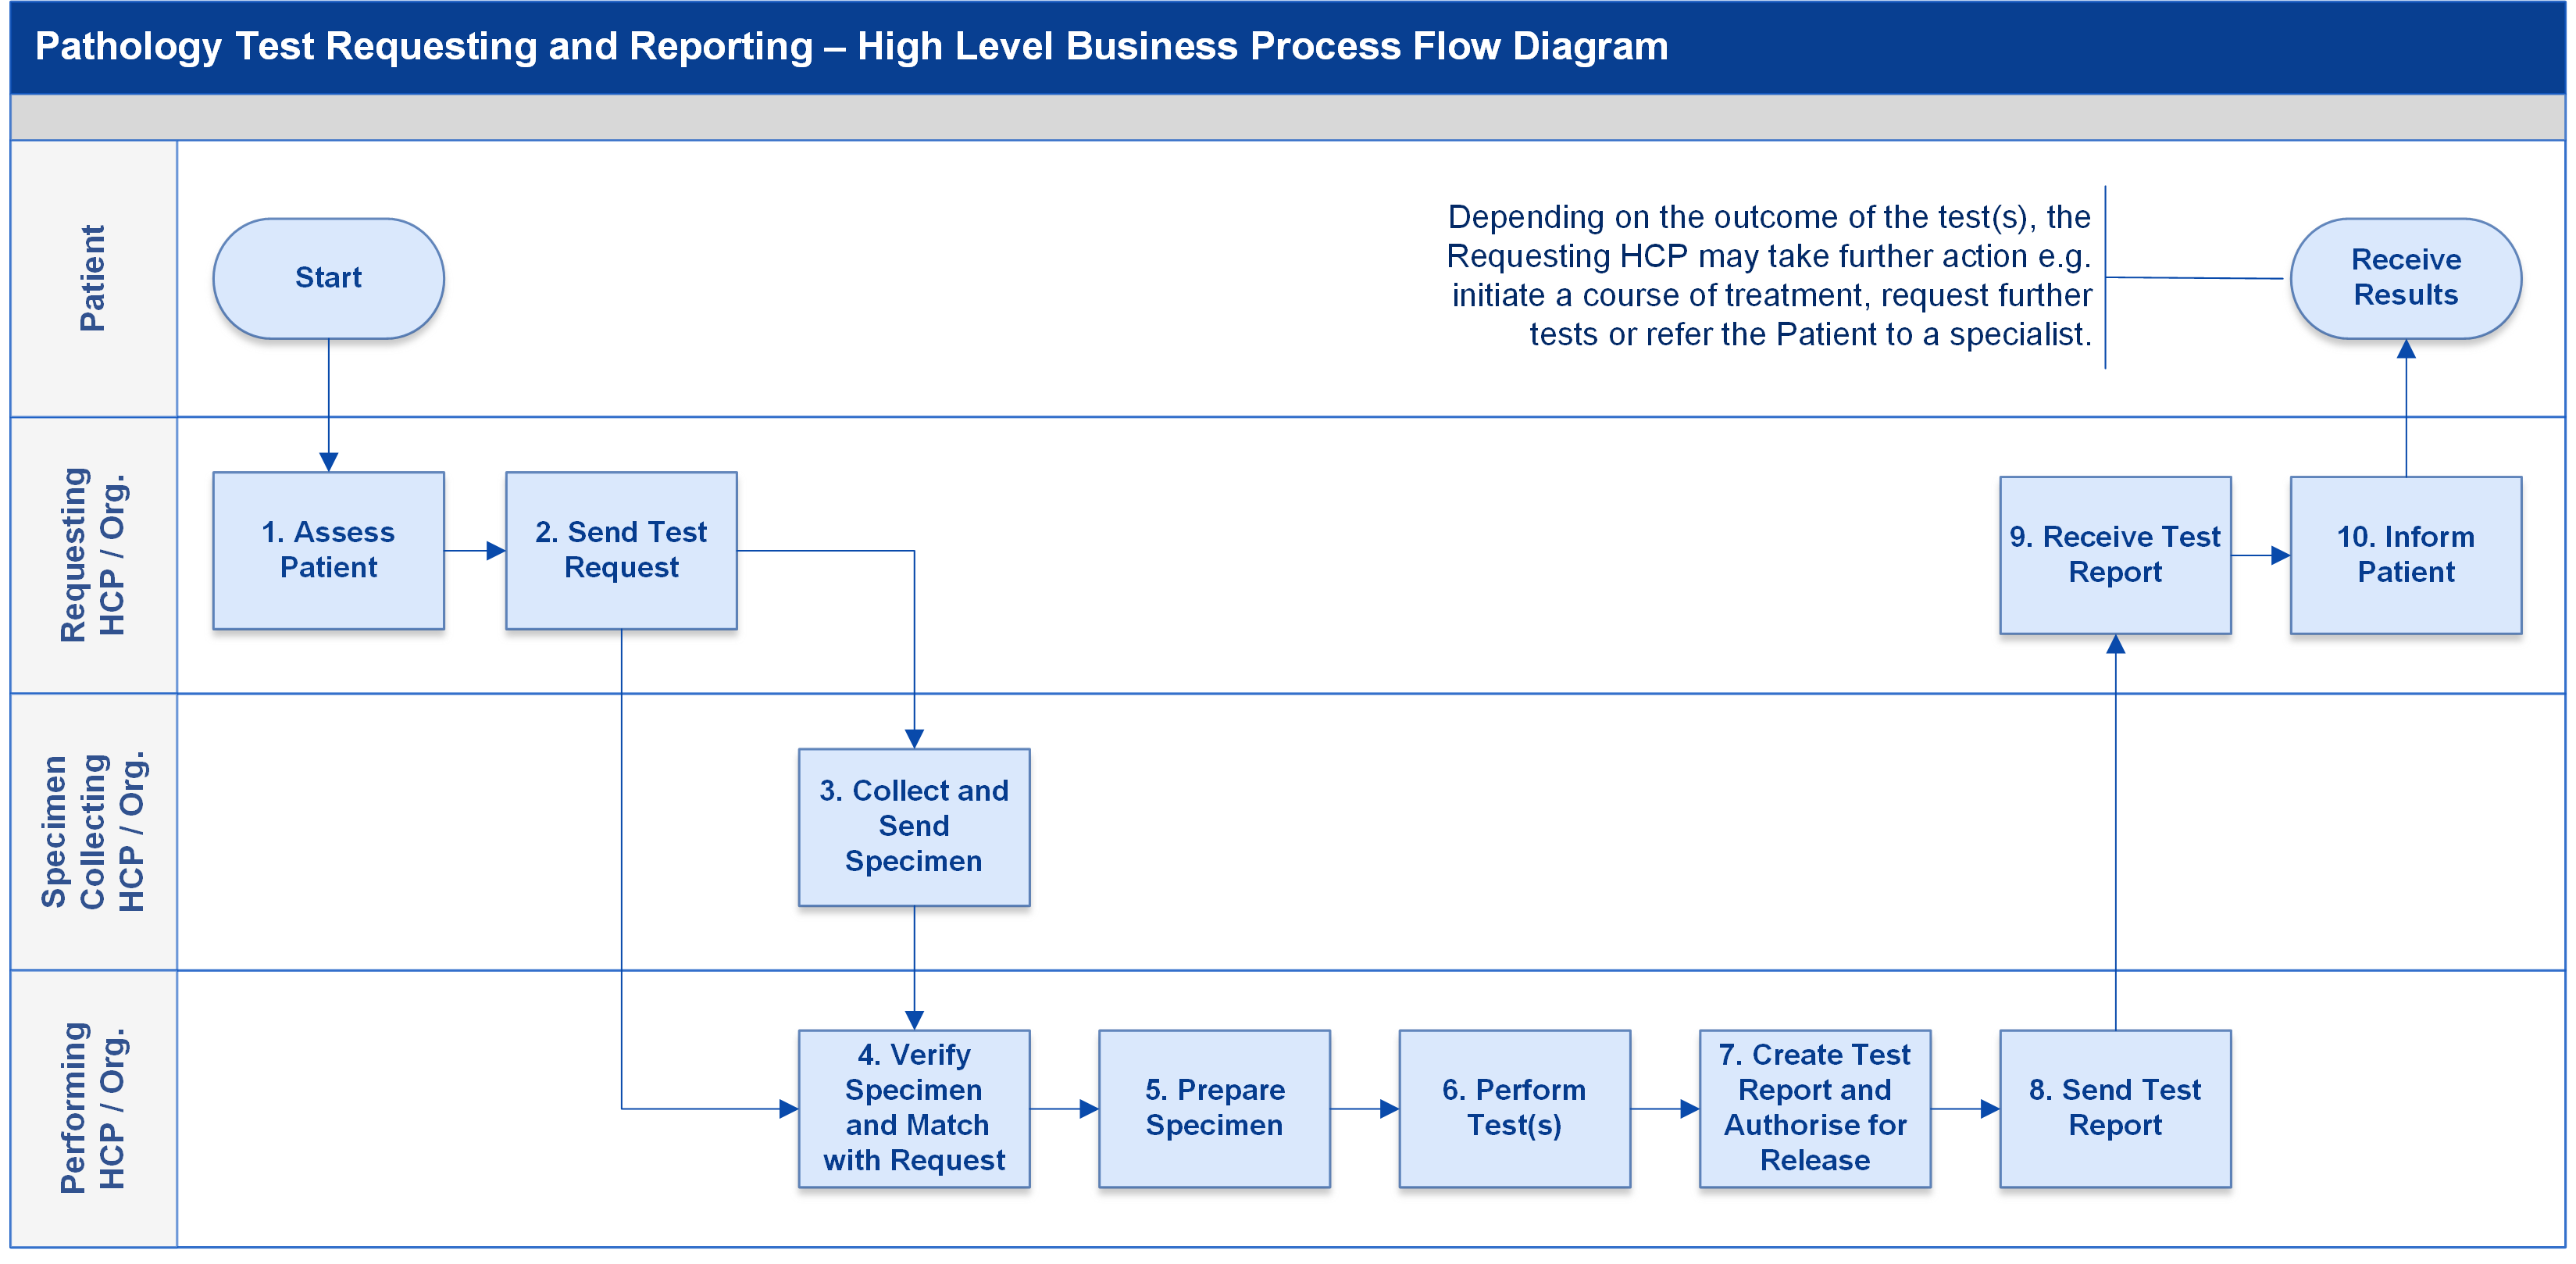 Pathology Test Requesting and Reporting – High Level Business Process Flow Diagram
Patient
Start
Depending on the outcome of the test(s), the
Requesting HCP may take further action e.g.
initiate a course of treatment, request further
tests or refer the Patient to a specialist.
Receive
Results
Requesting
HCP / Org.
1. Assess
Patient
2. Send Test
Request
9. Receive Test
Report
10. Inform
Patient
Specimen
Collecting
HCP / Org.
3. Collect and
Send
Specimen
Performing
HCP / Org.
4. Verify
Specimen
and Match
with Request
5. Prepare
Specimen
6. Perform
Test(s)
7. Create Test
Report and
Authorise for
Release
8. Send Test
Report